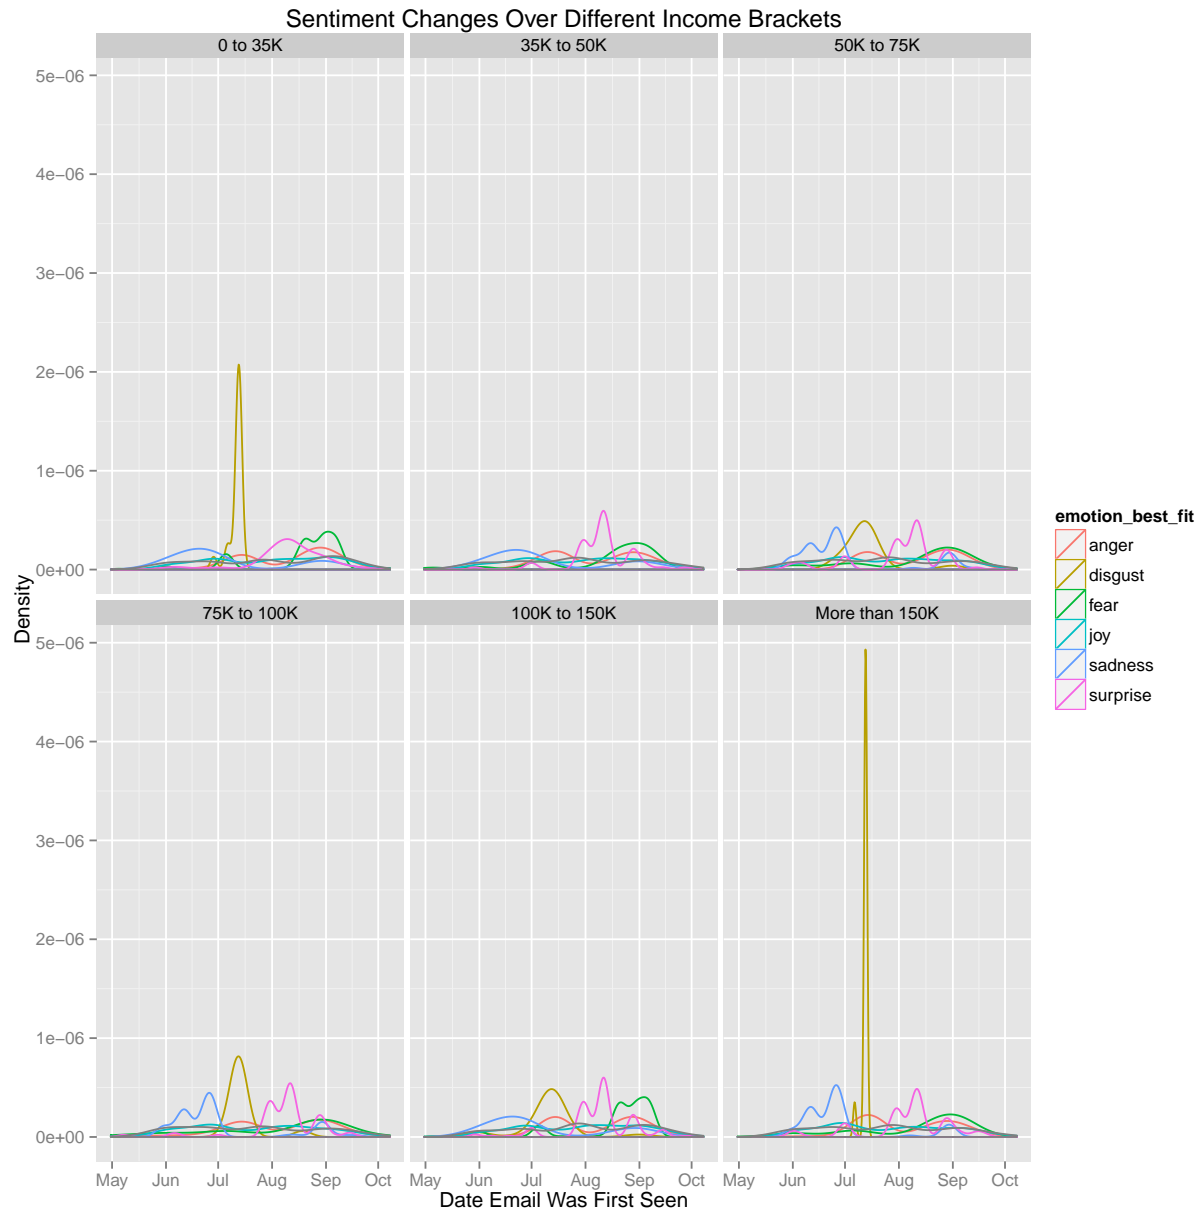 Sentiment Changes Over Different Income Brackets
0 to 35K 35K to 50K 50K to 75K
5e−06
4e−06
3e−06
2e−06
1e−06
0e+00
Density
75K to 100K 100K to 150K More than 150K
5e−06
4e−06
3e−06
2e−06
1e−06
0e+00
May Jun Jul Aug Sep Oct May Jun Jul Aug Sep Oct May Jun Jul Aug Sep Oct
Date Email Was First Seen
emotion_best_fit
anger
disgust
fear
joy
sadness
surprise